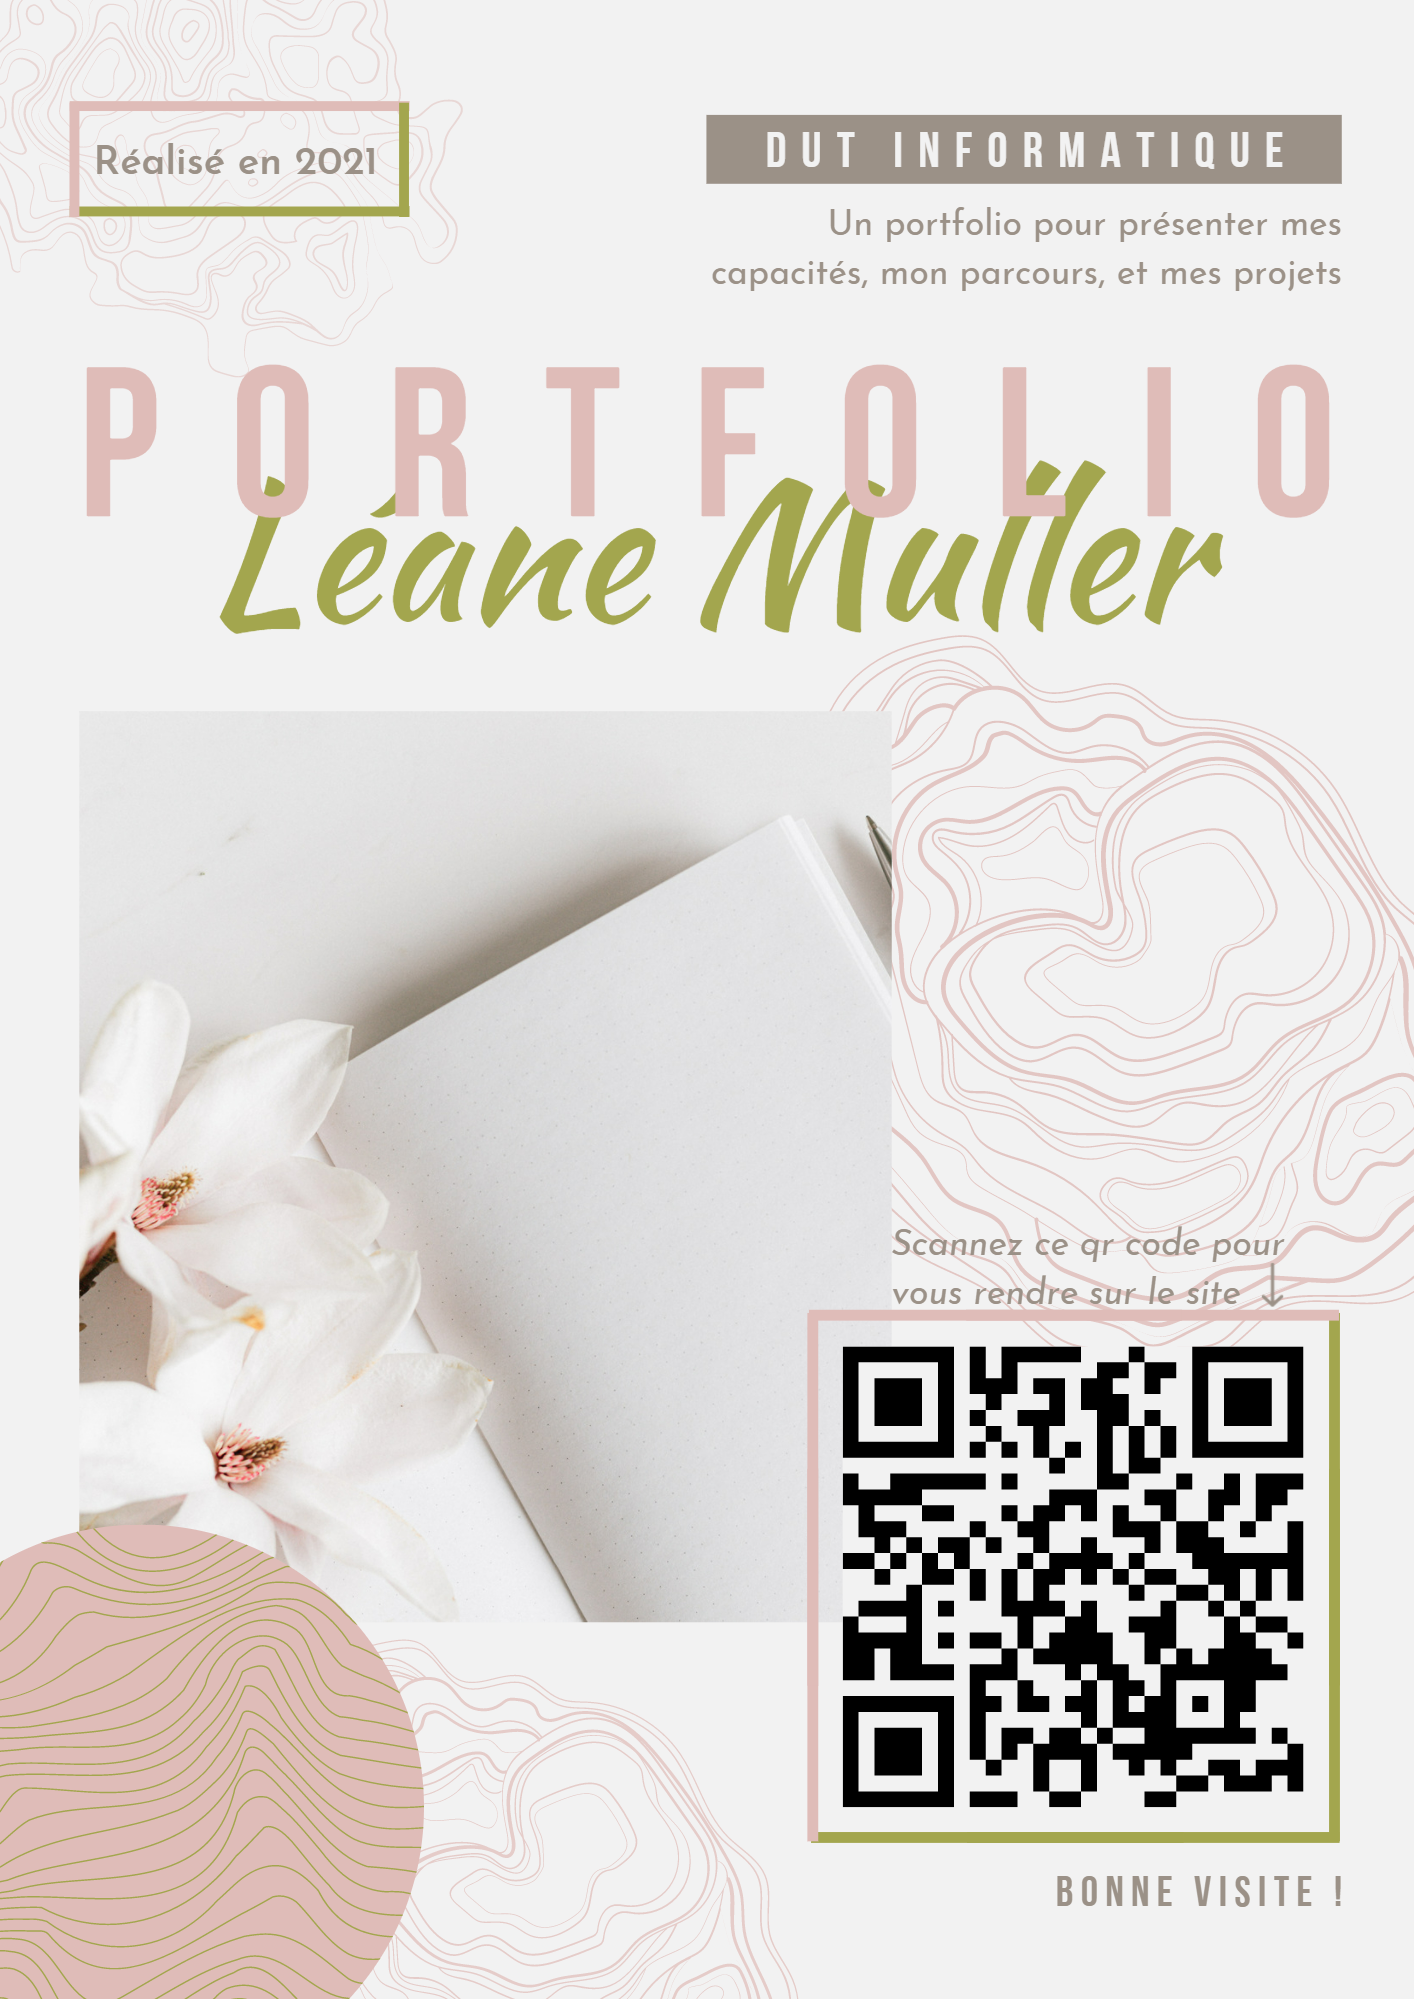 Réalisé en 2021
DUT INFORMATIQUE
Un portfolio pour présenter mes
capacités, mon parcours, et mes projets
PORTFOLIO
Léane Muller
Scannez ce qr code pour
vous rendre sur le site ↓
BONNE VISITE !